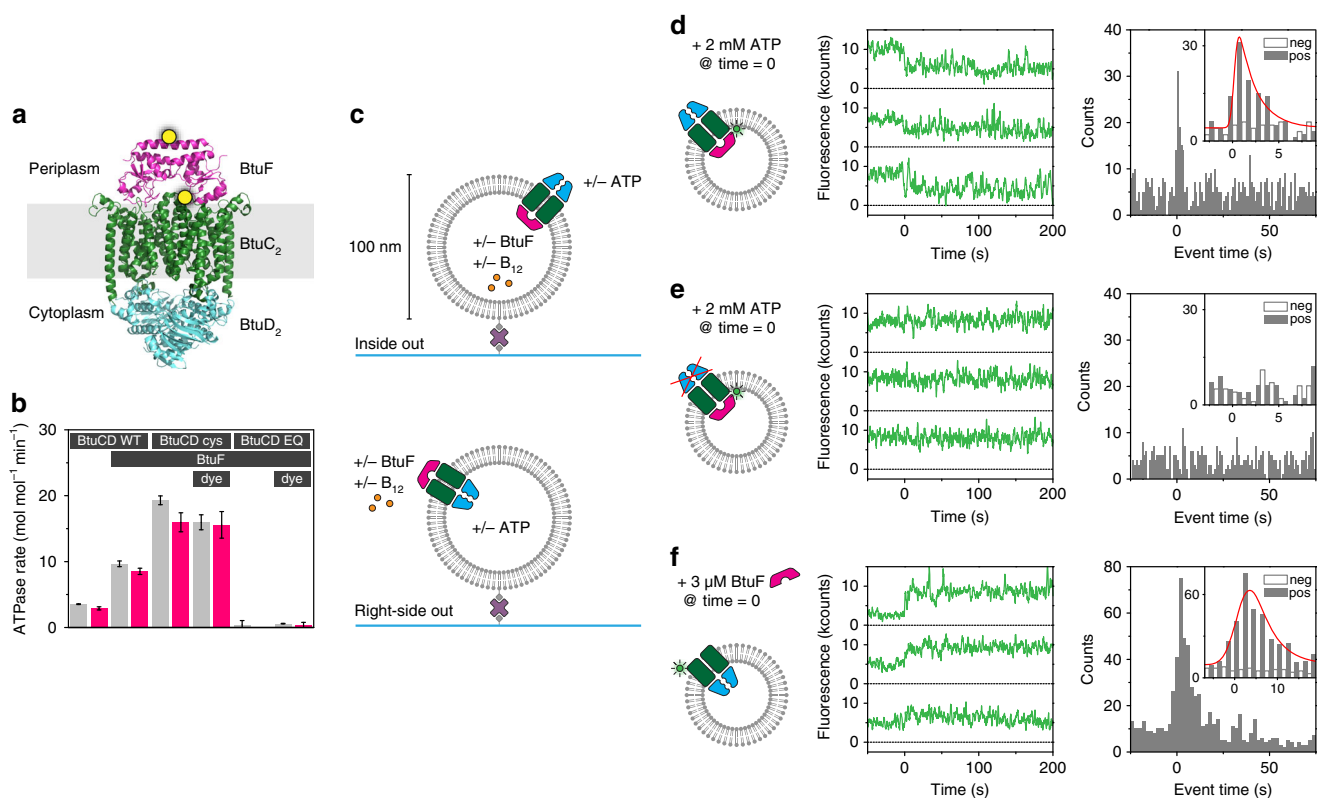 a
Periplasm
BtuF
BtuC2
Cytoplasm
BtuD2
b
ATPase rate (mol mol⁻¹ min⁻¹)
30
20
10
0
BtuCD WT
BtuCD cys
BtuCD EQ
BtuF
dye
dye
c
+/– ATP
100 nm
+/– BtuF
+/– B12
Inside out
+/– BtuF
+/– B12
+/– ATP
Right-side out
d
+ 2 mM ATP
@ time = 0
Fluorescence (kcounts)
10
0
10
0
10
0
0 100 200
Time (s)
Counts
40
30
20
10
0
0 50
Event time (s)
30
0
0 5
neg
pos
e
+ 2 mM ATP
@ time = 0
Fluorescence (kcounts)
10
0
10
0
10
0
0 100 200
Time (s)
Counts
40
30
20
10
0
0 50
Event time (s)
30
0
0 5
neg
pos
f
+ 3 µM BtuF
@ time = 0
Fluorescence (kcounts)
10
0
10
0
10
0
0 100 200
Time (s)
Counts
80
60
40
20
0
0 50
Event time (s)
60
0
0 10
neg
pos